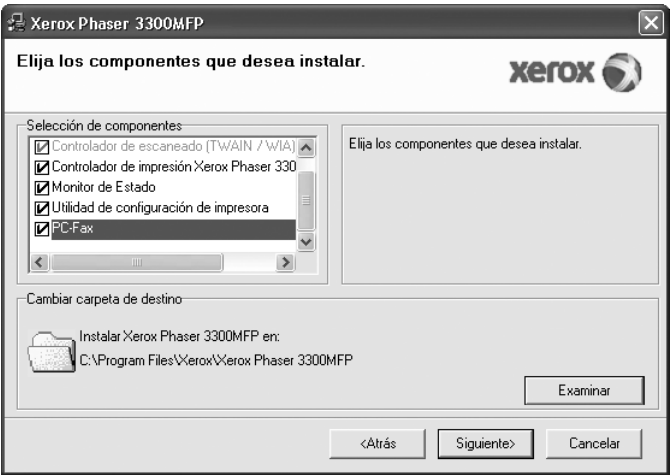 Xerox Phaser 3300MFP
Elija los componentes que desea instalar.
xerox
Selección de componentes
Controlador de escaneado (TWAIN / WIA)
Controlador de impresión Xerox Phaser 330
Monitor de Estado
Utilidad de configuración de impresora
PC-Fax
Elija los componentes que desea instalar.
Cambiar carpeta de destino
Instalar Xerox Phaser 3300MFP en:
C:\Program Files\Xerox\Xerox Phaser 3300MFP
Examinar
<Atrás
Siguiente>
Cancelar